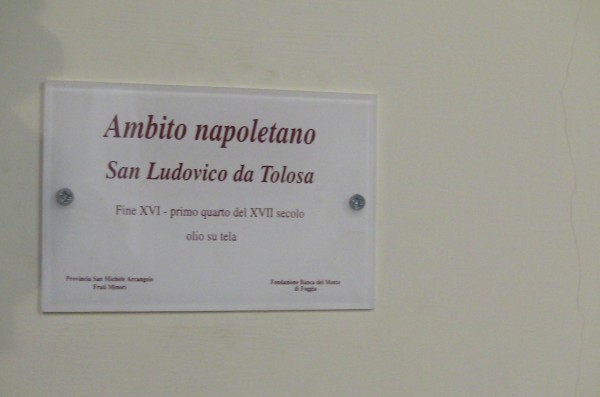 Ambito napoletano
San Ludovico da Tolosa
Fine XVI - primo quarto del XVII secolo
olio su tela
Provincia San Michele Arcangelo
Frati Minori
Fondazione Banca del Monte
di Foggia